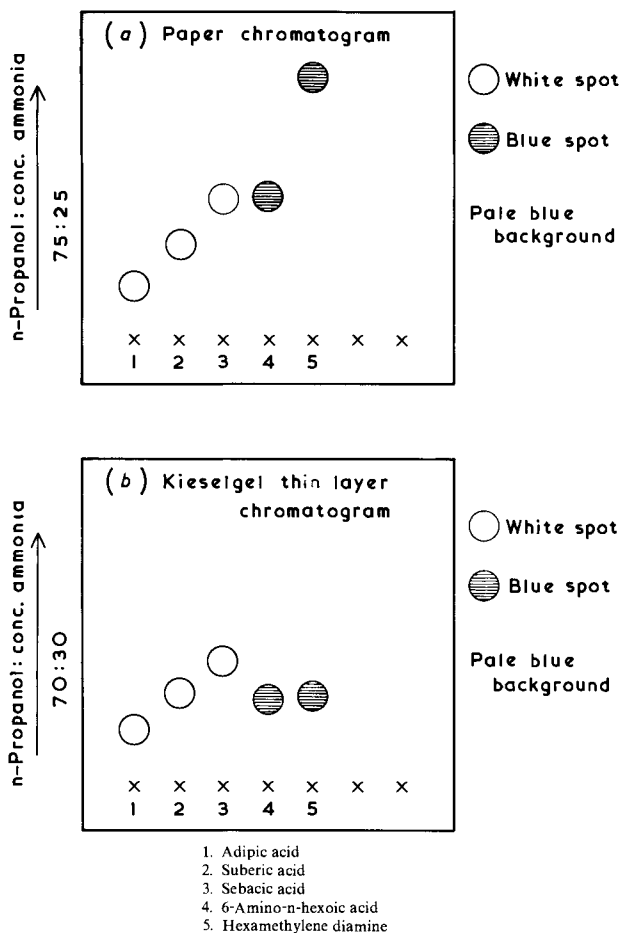 (a) Paper chromatogram
n-Propanol: conc. ammonia
75:25
White spot
Blue spot
Pale blue
background
× × × × × × ×
1 2 3 4 5
(b) Kieselgel thin layer
chromatogram
n-Propanol: conc. ammonia
70:30
White spot
Blue spot
Pale blue
background
× × × × × × ×
1 2 3 4 5
1. Adipic acid
2. Suberic acid
3. Sebacic acid
4. 6-Amino-n-hexoic acid
5. Hexamethylene diamine